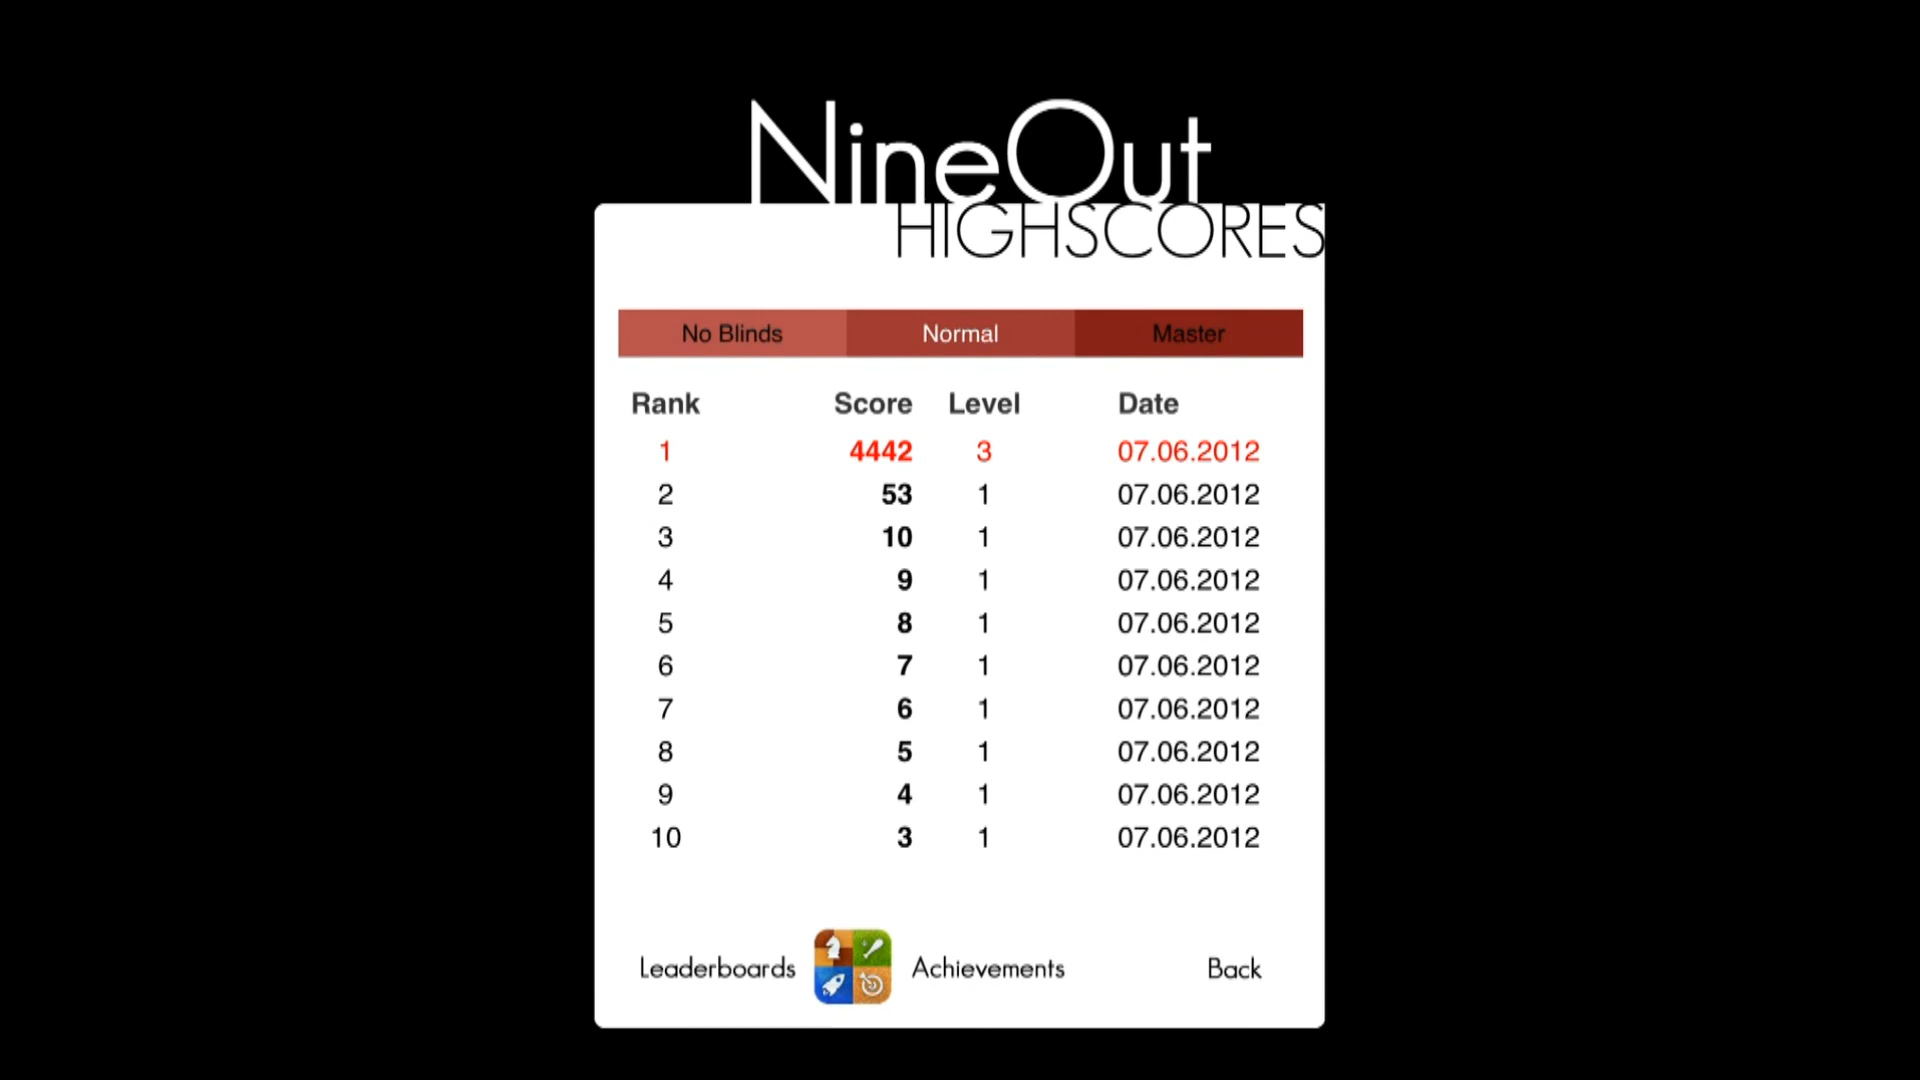 NineOut
HIGHSCORES
No Blinds Normal Master
Rank Score Level Date
1 4442 3 07.06.2012
2 53 1 07.06.2012
3 10 1 07.06.2012
4 9 1 07.06.2012
5 8 1 07.06.2012
6 7 1 07.06.2012
7 6 1 07.06.2012
8 5 1 07.06.2012
9 4 1 07.06.2012
10 3 1 07.06.2012
Leaderboards Achievements Back